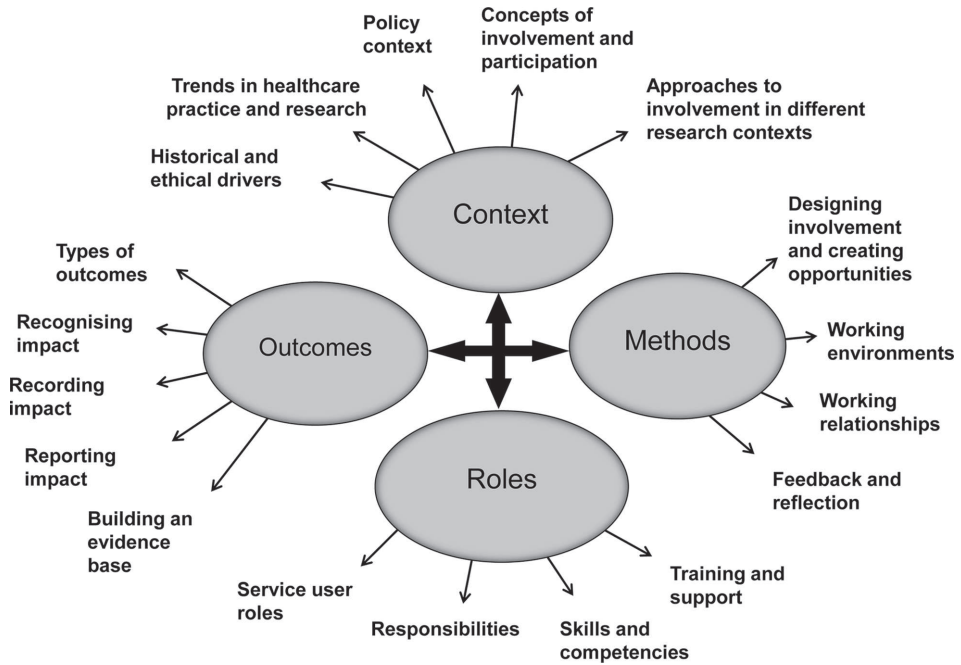 Policy
context
Concepts of
involvement and
participation
Trends in healthcare
practice and research
Approaches to
involvement in different
research contexts
Historical and
ethical drivers
Context
Designing
involvement
and creating
opportunities
Types of
outcomes
Recognising
impact
Outcomes
Methods
Working
environments
Recording
impact
Working
relationships
Reporting
impact
Roles
Feedback and
reflection
Building an
evidence
base
Service user
roles
Responsibilities
Skills and
competencies
Training and
support